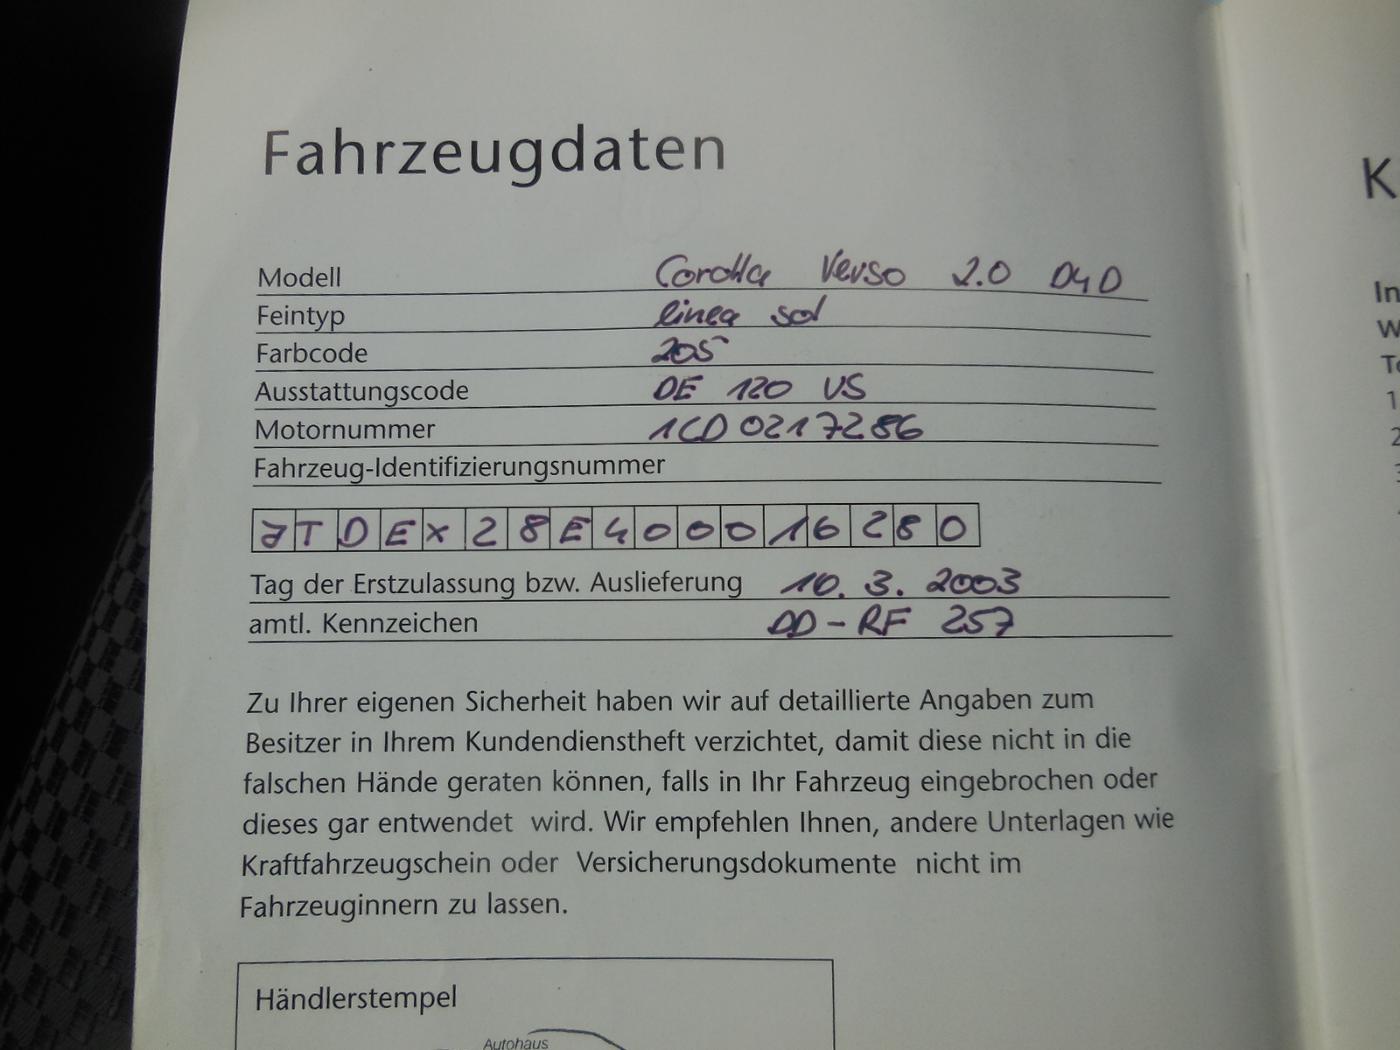 Fahrzeugdaten
Modell Corolla Verso 2.0 D4D
Feintyp linea sol
Farbcode 205
Ausstattungscode DE 120 VS
Motornummer 1CD 0217286
Fahrzeug-Identifizierungsnummer
JTDEX28E400016280
Tag der Erstzulassung bzw. Auslieferung 10. 3. 2003
amtl. Kennzeichen DD-RF 257
Zu Ihrer eigenen Sicherheit haben wir auf detaillierte Angaben zum
Besitzer in Ihrem Kundendienstheft verzichtet, damit diese nicht in die
falschen Hände geraten können, falls in Ihr Fahrzeug eingebrochen oder
dieses gar entwendet wird. Wir empfehlen Ihnen, andere Unterlagen wie
Kraftfahrzeugschein oder Versicherungsdokumente nicht im
Fahrzeuginnern zu lassen.
Händlerstempel
Autohaus
K
In
W
1
2